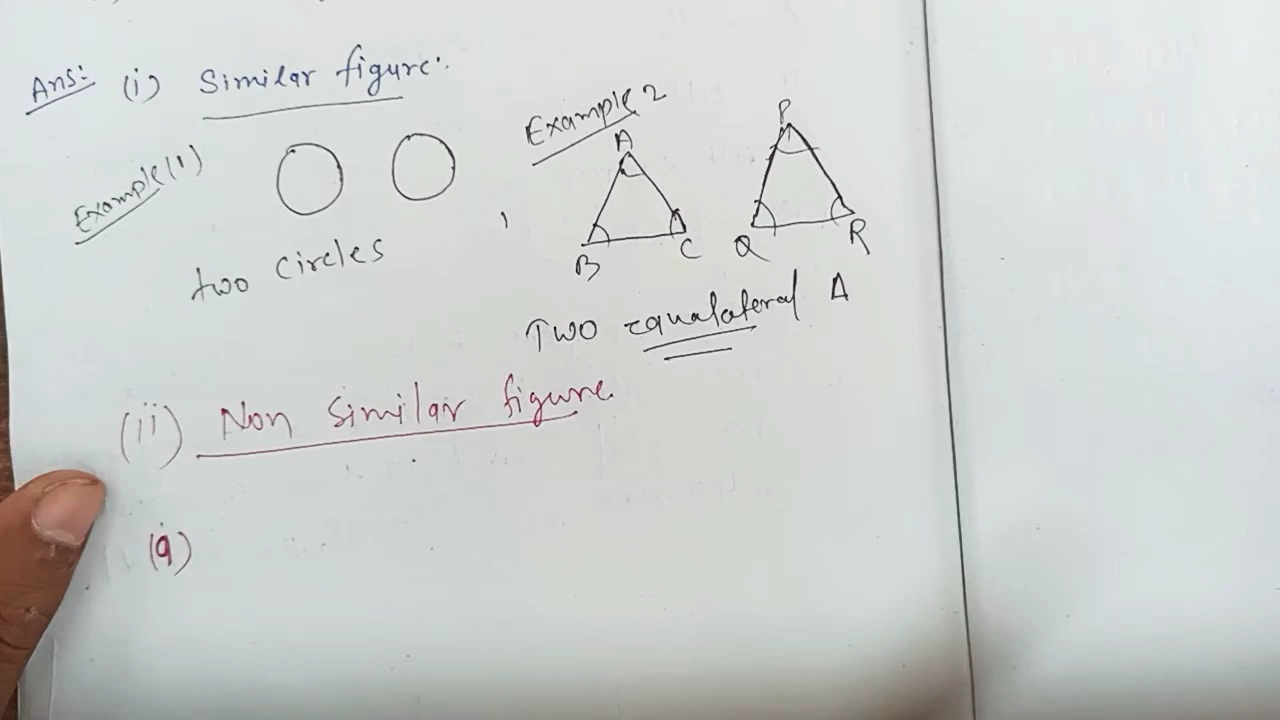 Ans: (i) Similar figure:
Example (1)
two circles
,
Example 2
A
B
C
P
Q
R
Two equalateral Δ
(ii) Non Similar figure
(a)